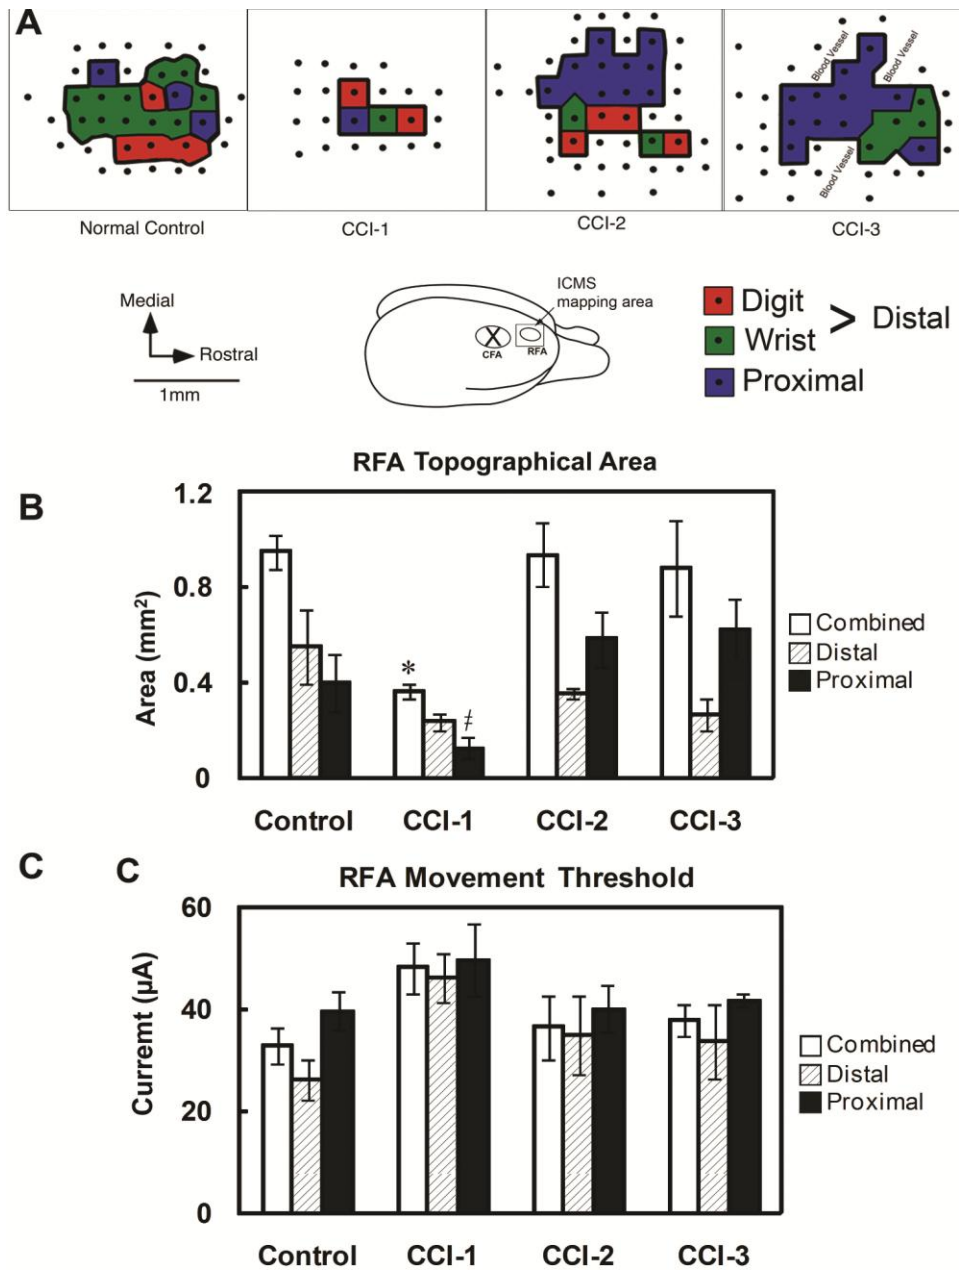 A
Blood Vessel
Blood Vessel
Blood Vessel
Normal Control
CCI-1
CCI-2
CCI-3
Medial
Rostral
1mm
ICMS
mapping area
X
CFA
RFA
Digit
Wrist
Proximal
> Distal
RFA Topographical Area
B
1.2
0.8
0.4
0
Area (mm²)
*
≠
Combined
Distal
Proximal
Control CCI-1 CCI-2 CCI-3
C C
RFA Movement Threshold
60
40
20
0
Curremt (µA)
Combined
Distal
Proximal
Control CCI-1 CCI-2 CCI-3